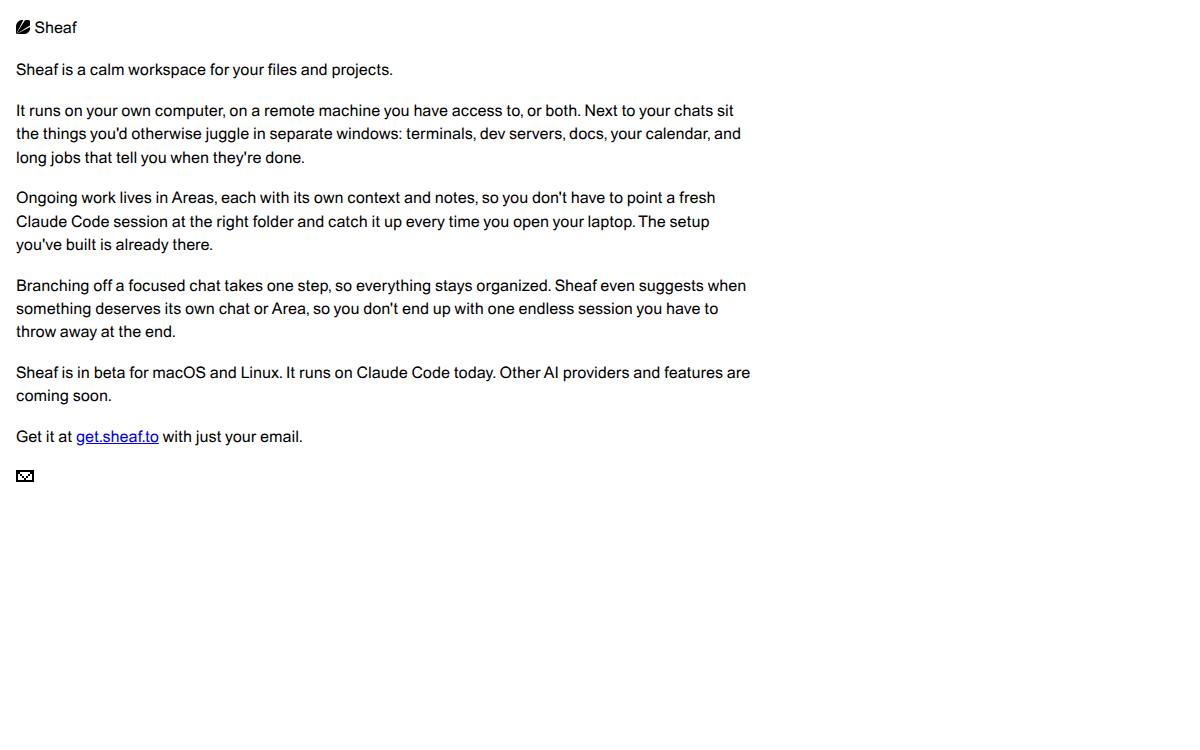 Sheaf
Sheaf is a calm workspace for your files and projects.
It runs on your own computer, on a remote machine you have access to, or both. Next to your chats sit
the things you'd otherwise juggle in separate windows: terminals, dev servers, docs, your calendar, and
long jobs that tell you when they're done.
Ongoing work lives in Areas, each with its own context and notes, so you don't have to point a fresh
Claude Code session at the right folder and catch it up every time you open your laptop. The setup
you've built is already there.
Branching off a focused chat takes one step, so everything stays organized. Sheaf even suggests when
something deserves its own chat or Area, so you don't end up with one endless session you have to
throw away at the end.
Sheaf is in beta for macOS and Linux. It runs on Claude Code today. Other AI providers and features are
coming soon.
Get it at get.sheaf.to with just your email.